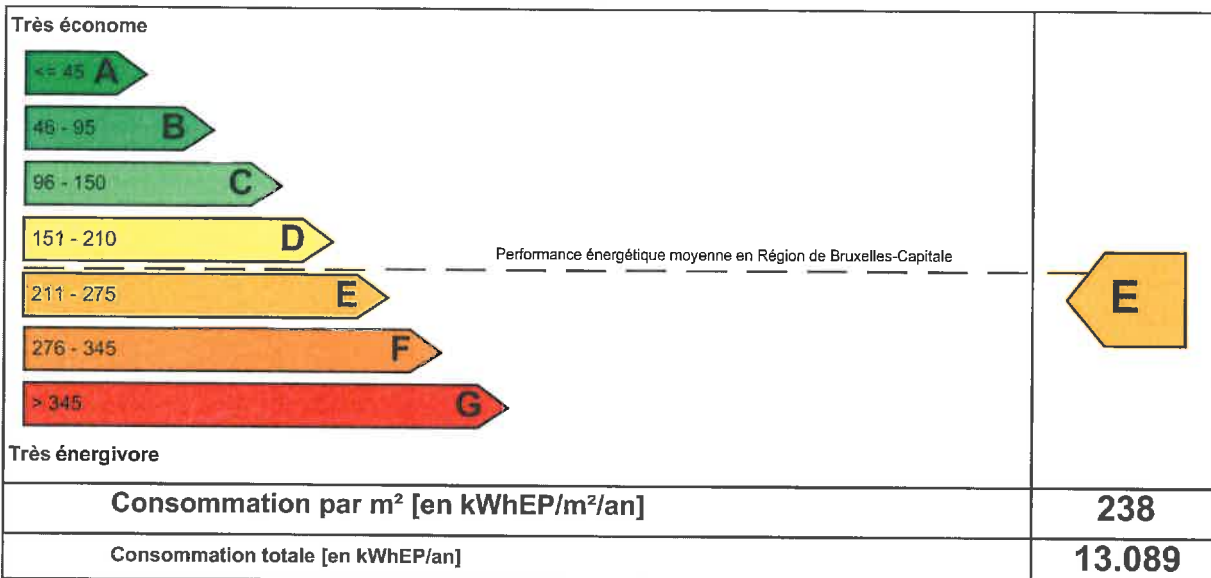 Très économe
<= 45 A
46 - 95 B
96 - 150 C
151 - 210 D
Performance énergétique moyenne en Région de Bruxelles-Capitale
211 - 275 E
E
276 - 345 F
> 345 G
Très énergivore
Consommation par m² [en kWhEP/m²/an] 238
Consommation totale [en kWhEP/an] 13.089